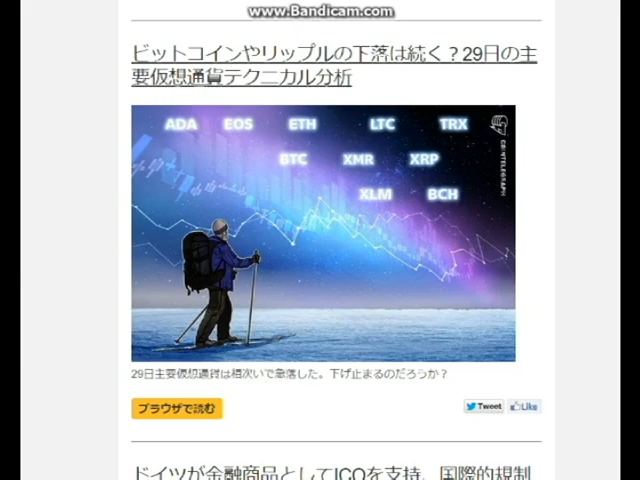 www.Bandicam.com
ビットコインやリップルの下落は続く？29日の主
要仮想通貨テクニカル分析
ADA EOS ETH LTC TRX
BTC XMR XRP
XLM BCH
COINTELEGRAPH
29日主要仮想通貨は相次いで急落した。下げ止まるのだろうか？
ブラウザで読む
Tweet Like
ドイツが金融商品としてICOを支持、国際的規制